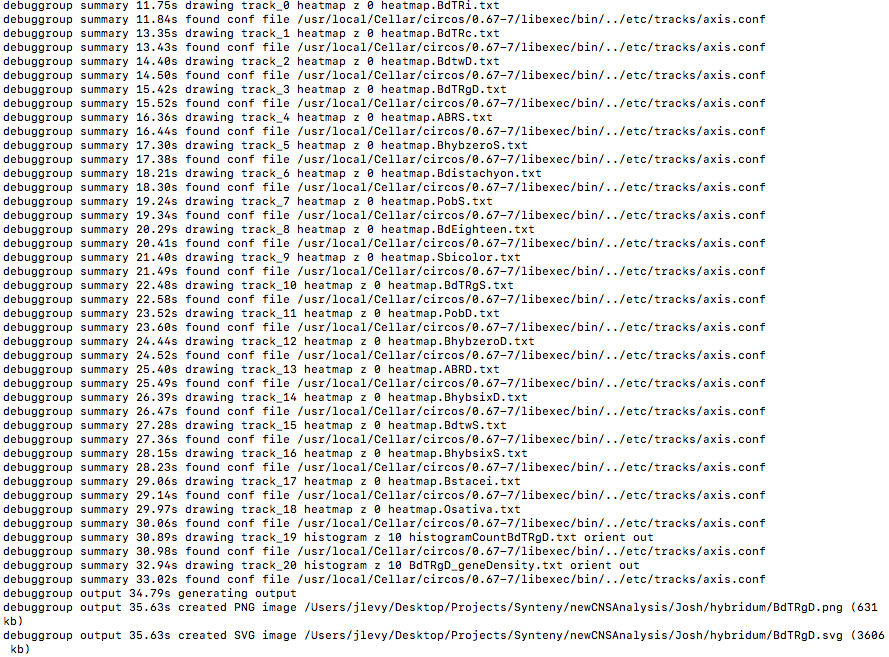 debuggroup summary 11.75s drawing track_0 heatmap z 0 heatmap.BdTRi.txt
debuggroup summary 11.84s found conf file /usr/local/Cellar/circos/0.67-7/libexec/bin/../etc/tracks/axis.conf
debuggroup summary 13.35s drawing track_1 heatmap z 0 heatmap.BdTRc.txt
debuggroup summary 13.43s found conf file /usr/local/Cellar/circos/0.67-7/libexec/bin/../etc/tracks/axis.conf
debuggroup summary 14.40s drawing track_2 heatmap z 0 heatmap.BdtwD.txt
debuggroup summary 14.50s found conf file /usr/local/Cellar/circos/0.67-7/libexec/bin/../etc/tracks/axis.conf
debuggroup summary 15.42s drawing track_3 heatmap z 0 heatmap.BdTRgD.txt
debuggroup summary 15.52s found conf file /usr/local/Cellar/circos/0.67-7/libexec/bin/../etc/tracks/axis.conf
debuggroup summary 16.36s drawing track_4 heatmap z 0 heatmap.ABRS.txt
debuggroup summary 16.44s found conf file /usr/local/Cellar/circos/0.67-7/libexec/bin/../etc/tracks/axis.conf
debuggroup summary 17.30s drawing track_5 heatmap z 0 heatmap.BhybzeroS.txt
debuggroup summary 17.38s found conf file /usr/local/Cellar/circos/0.67-7/libexec/bin/../etc/tracks/axis.conf
debuggroup summary 18.21s drawing track_6 heatmap z 0 heatmap.Bdistachyon.txt
debuggroup summary 18.30s found conf file /usr/local/Cellar/circos/0.67-7/libexec/bin/../etc/tracks/axis.conf
debuggroup summary 19.24s drawing track_7 heatmap z 0 heatmap.PobS.txt
debuggroup summary 19.34s found conf file /usr/local/Cellar/circos/0.67-7/libexec/bin/../etc/tracks/axis.conf
debuggroup summary 20.29s drawing track_8 heatmap z 0 heatmap.BdEighteen.txt
debuggroup summary 20.41s found conf file /usr/local/Cellar/circos/0.67-7/libexec/bin/../etc/tracks/axis.conf
debuggroup summary 21.40s drawing track_9 heatmap z 0 heatmap.Sbicolor.txt
debuggroup summary 21.49s found conf file /usr/local/Cellar/circos/0.67-7/libexec/bin/../etc/tracks/axis.conf
debuggroup summary 22.48s drawing track_10 heatmap z 0 heatmap.BdTRgS.txt
debuggroup summary 22.58s found conf file /usr/local/Cellar/circos/0.67-7/libexec/bin/../etc/tracks/axis.conf
debuggroup summary 23.52s drawing track_11 heatmap z 0 heatmap.PobD.txt
debuggroup summary 23.60s found conf file /usr/local/Cellar/circos/0.67-7/libexec/bin/../etc/tracks/axis.conf
debuggroup summary 24.44s drawing track_12 heatmap z 0 heatmap.BhybzeroD.txt
debuggroup summary 24.52s found conf file /usr/local/Cellar/circos/0.67-7/libexec/bin/../etc/tracks/axis.conf
debuggroup summary 25.40s drawing track_13 heatmap z 0 heatmap.ABRD.txt
debuggroup summary 25.49s found conf file /usr/local/Cellar/circos/0.67-7/libexec/bin/../etc/tracks/axis.conf
debuggroup summary 26.39s drawing track_14 heatmap z 0 heatmap.BhybsixD.txt
debuggroup summary 26.47s found conf file /usr/local/Cellar/circos/0.67-7/libexec/bin/../etc/tracks/axis.conf
debuggroup summary 27.28s drawing track_15 heatmap z 0 heatmap.BdtwS.txt
debuggroup summary 27.36s found conf file /usr/local/Cellar/circos/0.67-7/libexec/bin/../etc/tracks/axis.conf
debuggroup summary 28.15s drawing track_16 heatmap z 0 heatmap.BhybsixS.txt
debuggroup summary 28.23s found conf file /usr/local/Cellar/circos/0.67-7/libexec/bin/../etc/tracks/axis.conf
debuggroup summary 29.06s drawing track_17 heatmap z 0 heatmap.Bstacei.txt
debuggroup summary 29.14s found conf file /usr/local/Cellar/circos/0.67-7/libexec/bin/../etc/tracks/axis.conf
debuggroup summary 29.97s drawing track_18 heatmap z 0 heatmap.Osativa.txt
debuggroup summary 30.06s found conf file /usr/local/Cellar/circos/0.67-7/libexec/bin/../etc/tracks/axis.conf
debuggroup summary 30.89s drawing track_19 histogram z 10 histogramCountBdTRgD.txt orient out
debuggroup summary 30.98s found conf file /usr/local/Cellar/circos/0.67-7/libexec/bin/../etc/tracks/axis.conf
debuggroup summary 32.94s drawing track_20 histogram z 10 BdTRgD_geneDensity.txt orient out
debuggroup summary 33.02s found conf file /usr/local/Cellar/circos/0.67-7/libexec/bin/../etc/tracks/axis.conf
debuggroup output 34.79s generating output
debuggroup output 35.63s created PNG image /Users/jlevy/Desktop/Projects/Synteny/newCNSAnalysis/Josh/hybridum/BdTRgD.png (631
kb)
debuggroup output 35.63s created SVG image /Users/jlevy/Desktop/Projects/Synteny/newCNSAnalysis/Josh/hybridum/BdTRgD.svg (3606
kb)